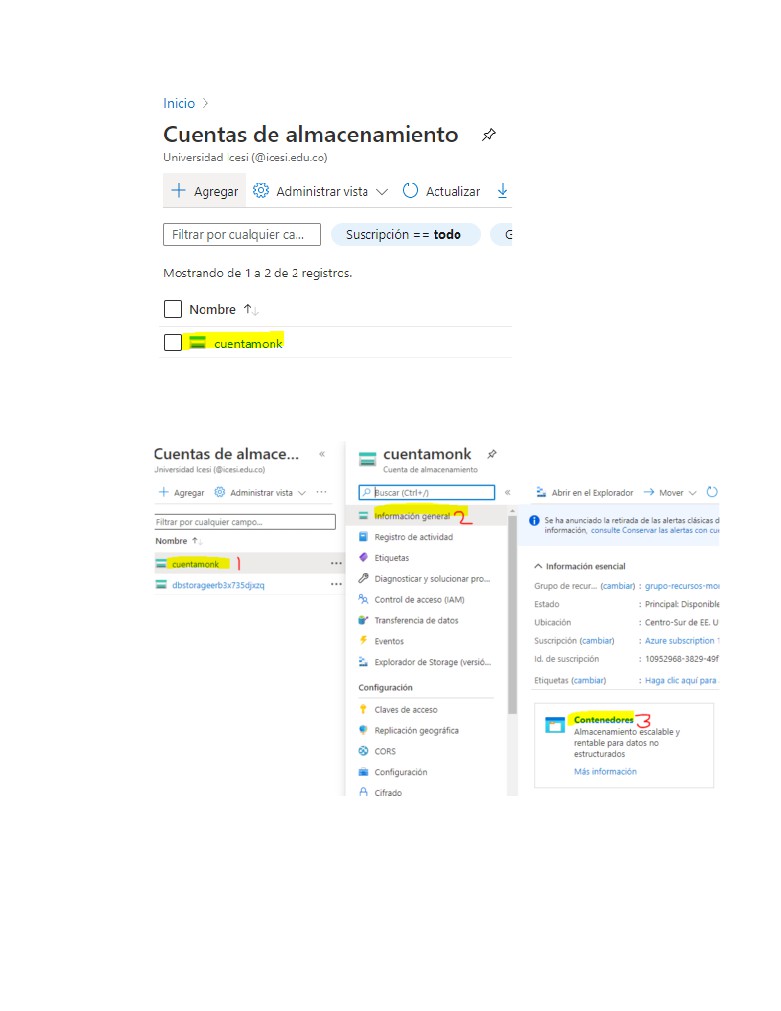 Inicio >
Cuentas de almacenamiento
Universidad Icesi (@icesi.edu.co)
Agregar Administrar vista Actualizar
Filtrar por cualquier ca... Suscripción == todo G
Mostrando de 1 a 2 de 2 registros.
Nombre ↑↓
cuentamonk
Cuentas de almace... «
Universidad Icesi (@icesi.edu.co)
Agregar Administrar vista ...
Filtrar por cualquier campo...
Nombre ↑↓
cuentamonk 1 ...
dbstorageerb3x735djxzq ...
cuentamonk
Cuenta de almacenamiento
Buscar (Ctrl+/) «
Información general 2
Registro de actividad
Etiquetas
Diagnosticar y solucionar pro...
Control de acceso (IAM)
Transferencia de datos
Eventos
Explorador de Storage (versió...
Configuración
Claves de acceso
Replicación geográfica
CORS
Configuración
Cifrado
Abrir en el Explorador Mover
Se ha anunciado la retirada de las alertas clásicas d
información, consulte Conservar las alertas con cu
Información esencial
Grupo de recur... (cambiar) : grupo-recursos-mo
Estado : Principal: Disponible
Ubicación : Centro-Sur de EE. U
Suscripción (cambiar) : Azure subscription 1
Id. de suscripción : 10952968-3829-49f
Etiquetas (cambiar) : Haga clic aquí para
Contenedores 3
Almacenamiento escalable y
rentable para datos no
estructurados
Más información